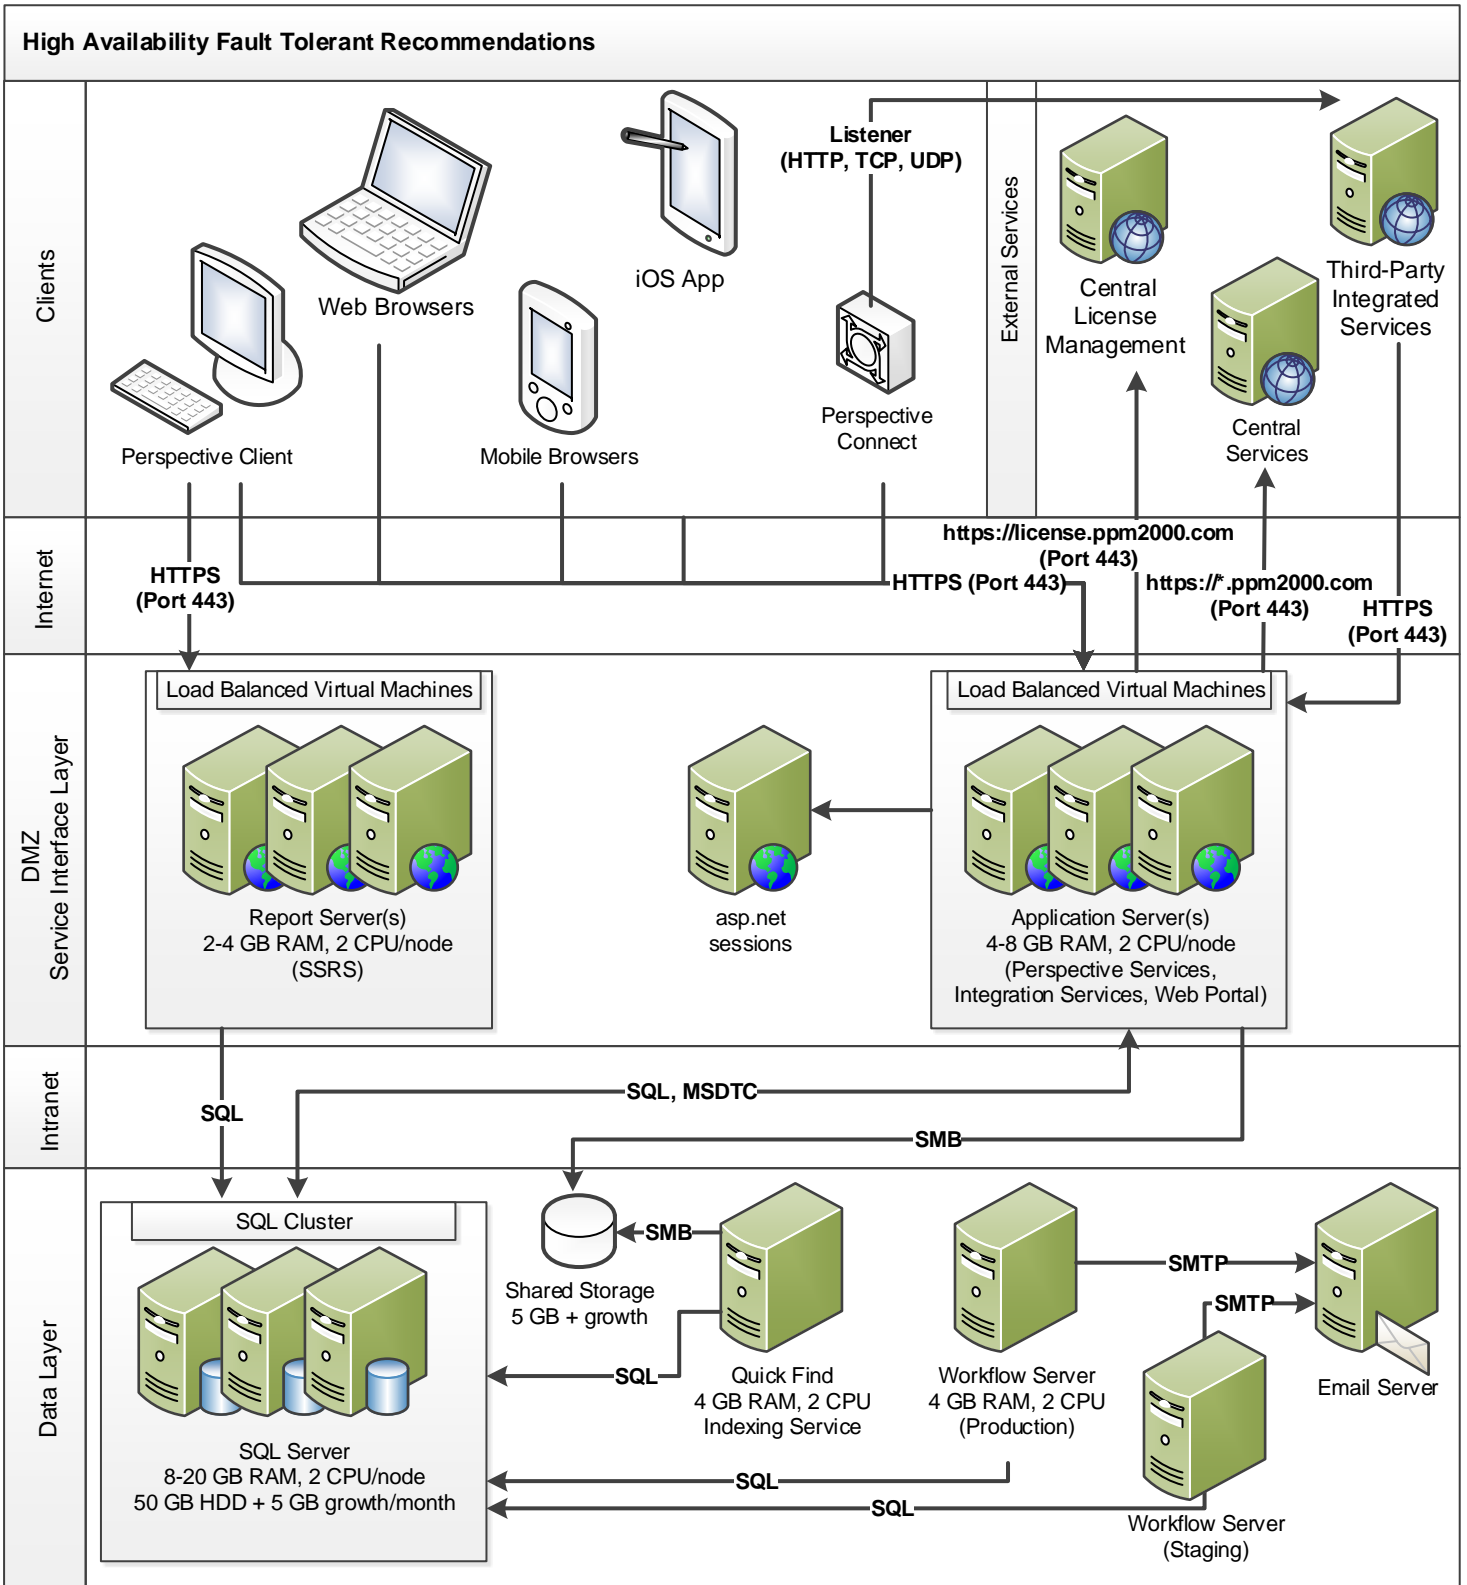 High Availability Fault Tolerant Recommendations
Clients
Listener
(HTTP, TCP, UDP)
Web Browsers
iOS App
Perspective Client
Mobile Browsers
Perspective
Connect
External Services
Central
License
Management
Third-Party
Integrated
Services
Central
Services
Internet
HTTPS
(Port 443)
HTTPS (Port 443)
https://license.ppm2000.com
(Port 443)
https://*.ppm2000.com
(Port 443)
HTTPS
(Port 443)
DMZ
Service Interface Layer
Load Balanced Virtual Machines
Report Server(s)
2-4 GB RAM, 2 CPU/node
(SSRS)
asp.net
sessions
Load Balanced Virtual Machines
Application Server(s)
4-8 GB RAM, 2 CPU/node
(Perspective Services,
Integration Services, Web Portal)
Intranet
SQL
SQL, MSDTC
SMB
Data Layer
SQL Cluster
SQL Server
8-20 GB RAM, 2 CPU/node
50 GB HDD + 5 GB growth/month
Shared Storage
5 GB + growth
SMB
SQL
Quick Find
4 GB RAM, 2 CPU
Indexing Service
Workflow Server
4 GB RAM, 2 CPU
(Production)
SMTP
SMTP
Email Server
SQL
SQL
Workflow Server
(Staging)